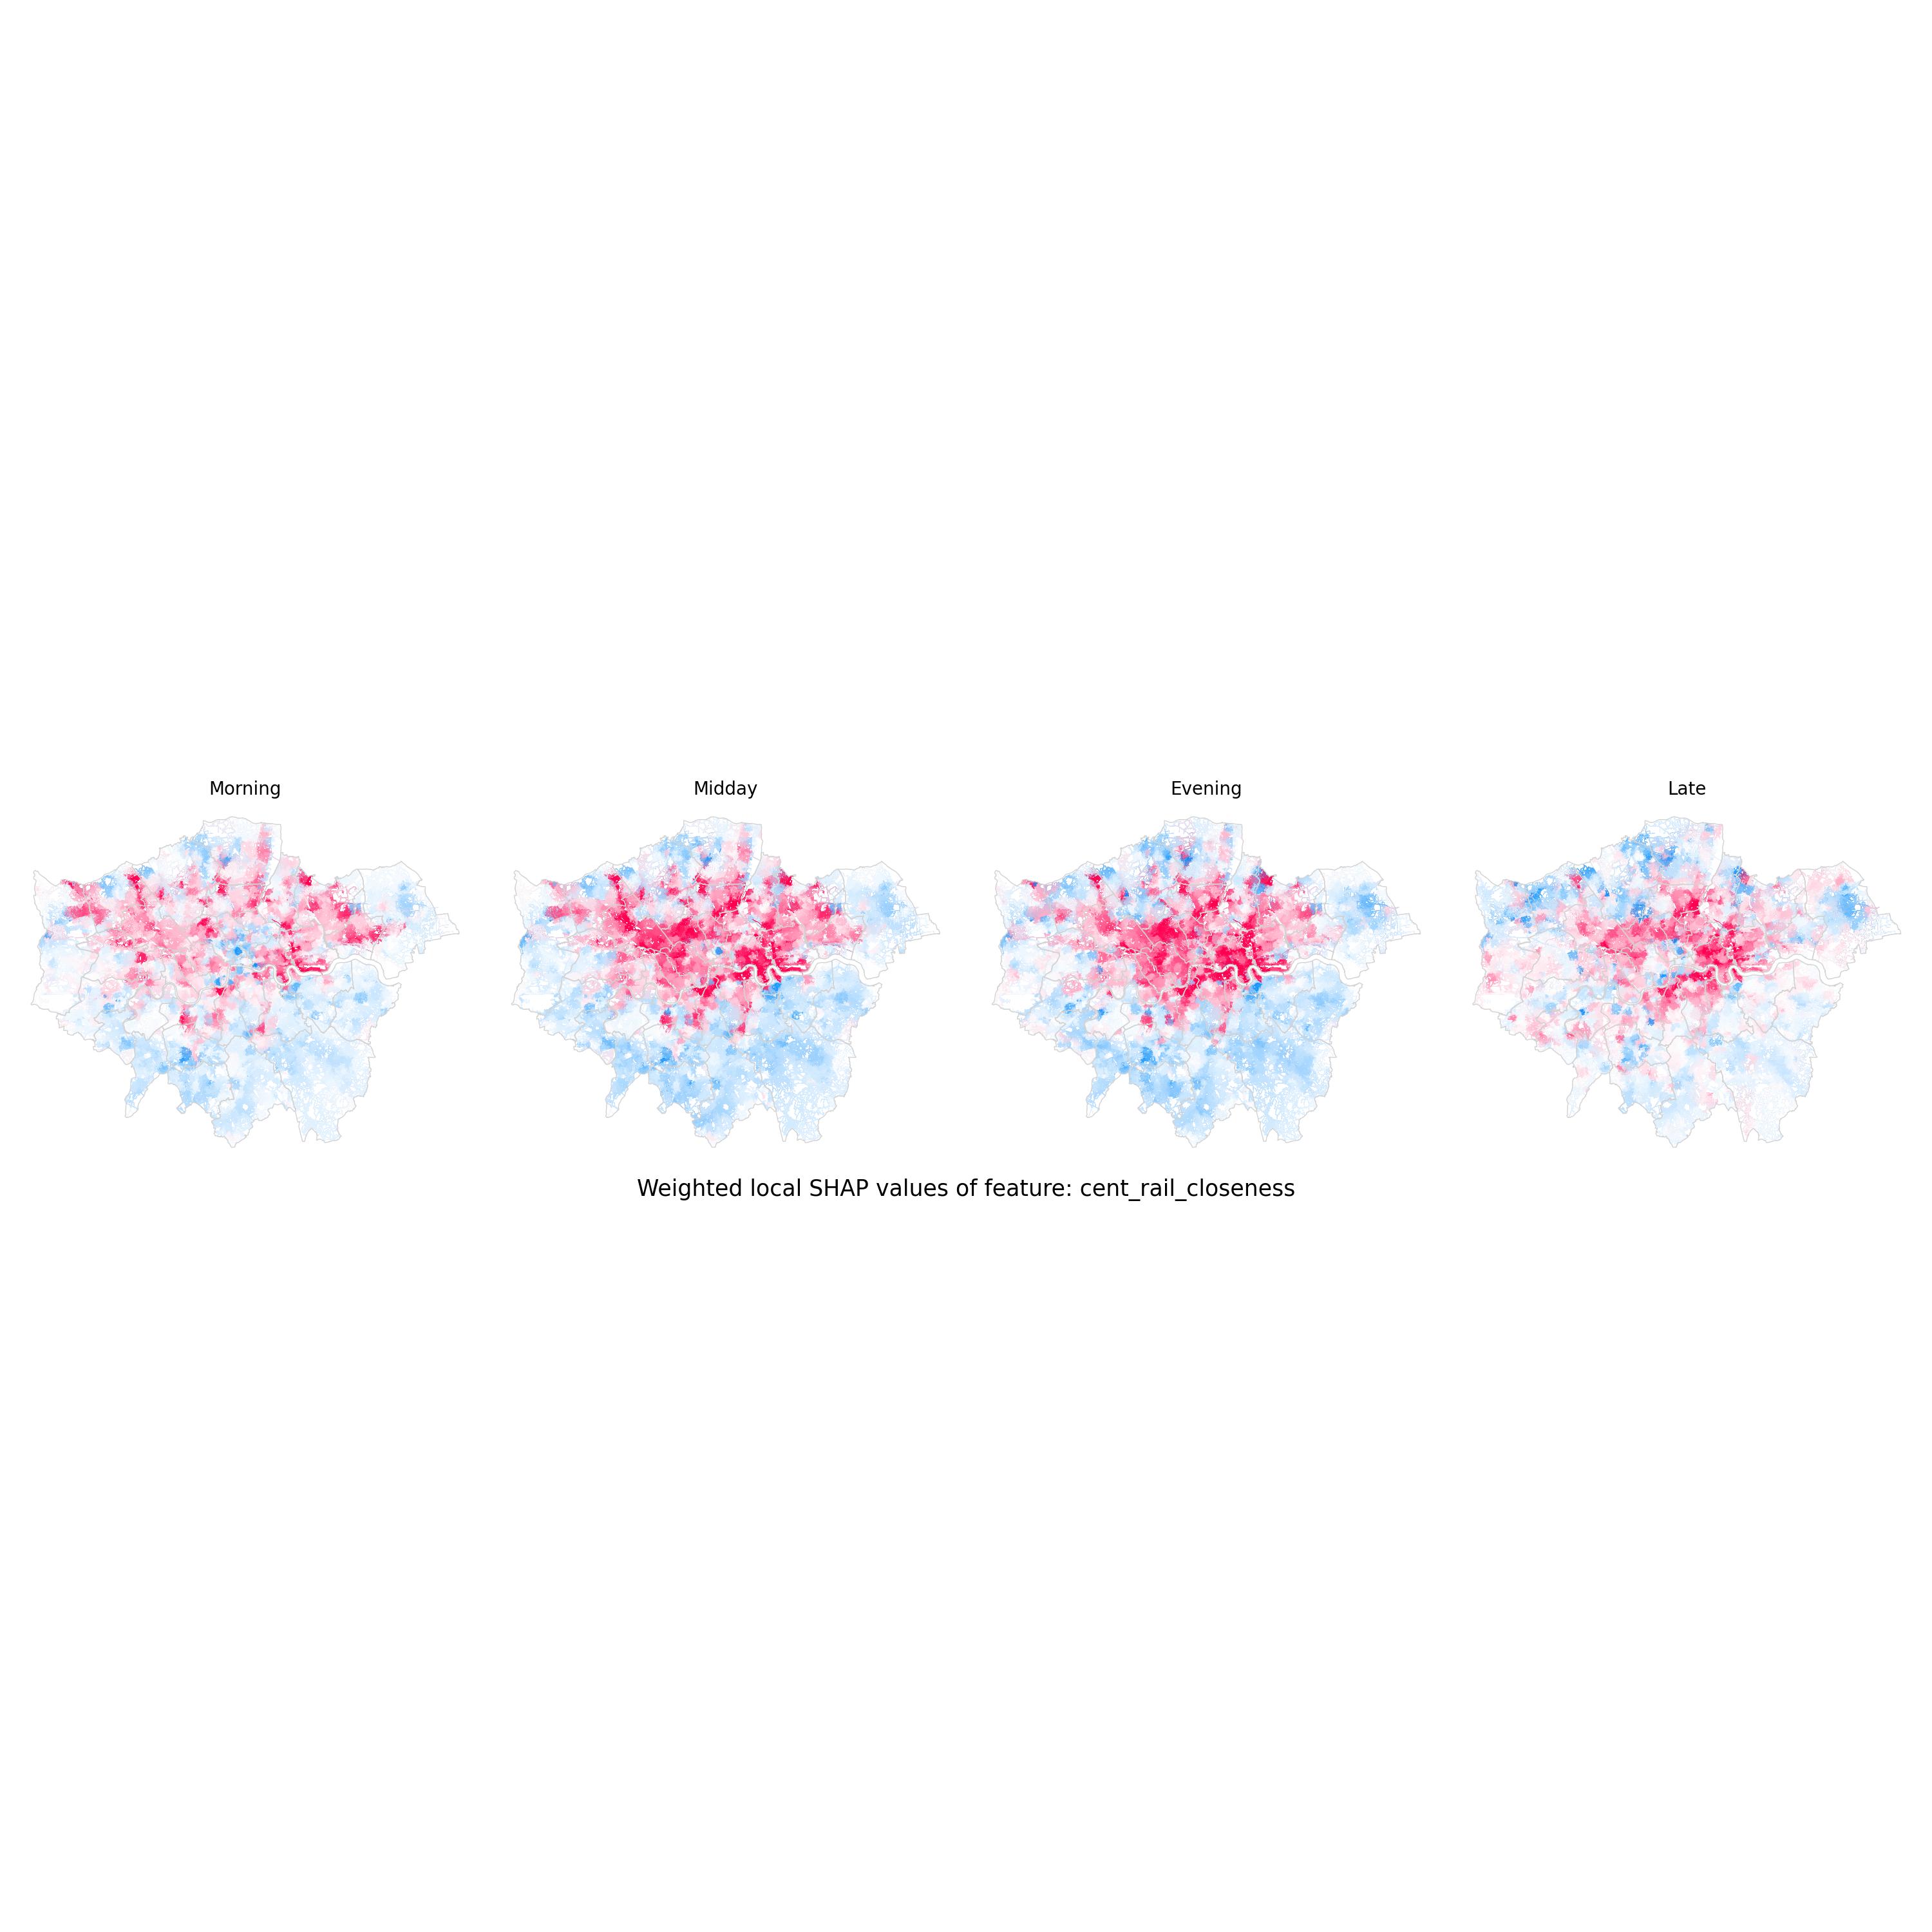 Morning
Midday
Evening
Late
Weighted local SHAP values of feature: cent_rail_closeness